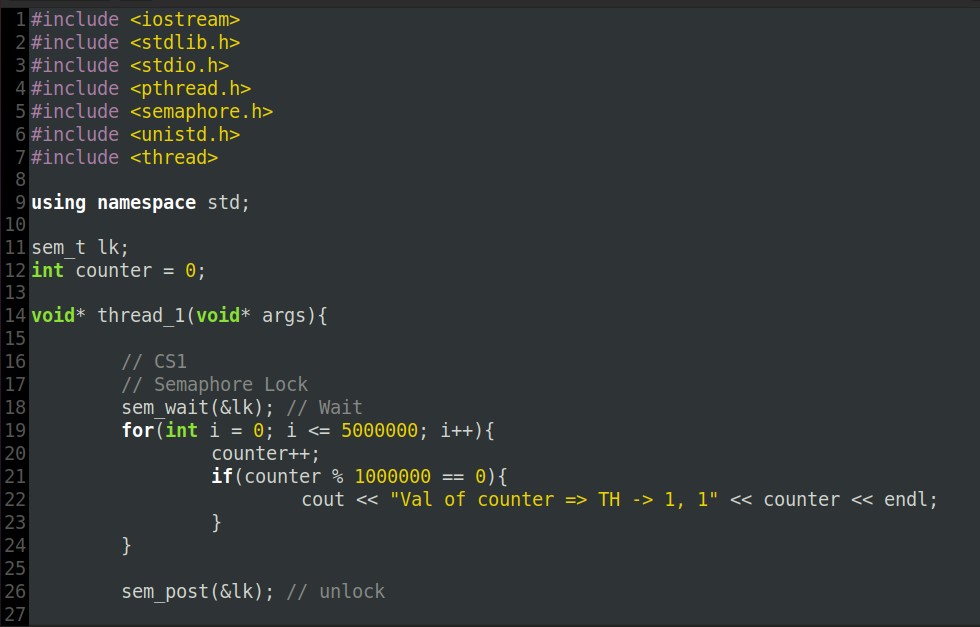 1 #include <iostream>
2 #include <stdlib.h>
3 #include <stdio.h>
4 #include <pthread.h>
5 #include <semaphore.h>
6 #include <unistd.h>
7 #include <thread>
8
9 using namespace std;
10
11 sem_t lk;
12 int counter = 0;
13
14 void* thread_1(void* args){
15
16 // CS1
17 // Semaphore Lock
18 sem_wait(&lk); // Wait
19 for(int i = 0; i <= 5000000; i++){
20 counter++;
21 if(counter % 1000000 == 0){
22 cout << "Val of counter => TH -> 1, 1" << counter << endl;
23 }
24 }
25
26 sem_post(&lk); // unlock
27